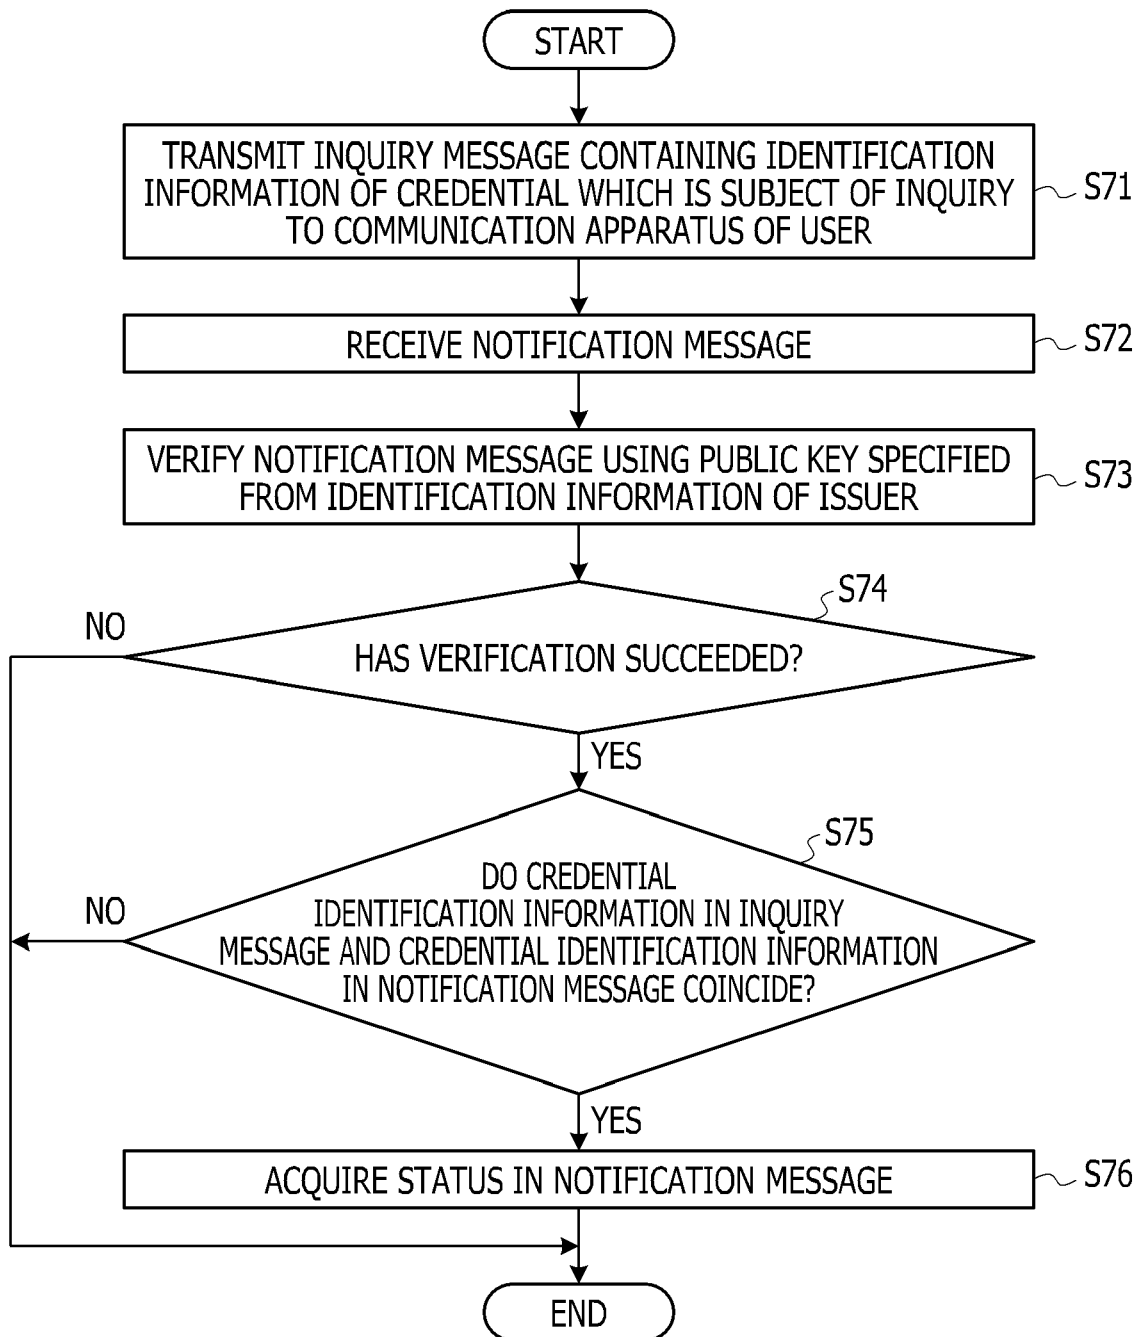 START
TRANSMIT INQUIRY MESSAGE CONTAINING IDENTIFICATION
INFORMATION OF CREDENTIAL WHICH IS SUBJECT OF INQUIRY
TO COMMUNICATION APPARATUS OF USER
S71
RECEIVE NOTIFICATION MESSAGE
S72
VERIFY NOTIFICATION MESSAGE USING PUBLIC KEY SPECIFIED
FROM IDENTIFICATION INFORMATION OF ISSUER
S73
S74
NO
HAS VERIFICATION SUCCEEDED?
YES
S75
DO CREDENTIAL
IDENTIFICATION INFORMATION IN INQUIRY
MESSAGE AND CREDENTIAL IDENTIFICATION INFORMATION
IN NOTIFICATION MESSAGE COINCIDE?
NO
YES
ACQUIRE STATUS IN NOTIFICATION MESSAGE
S76
END